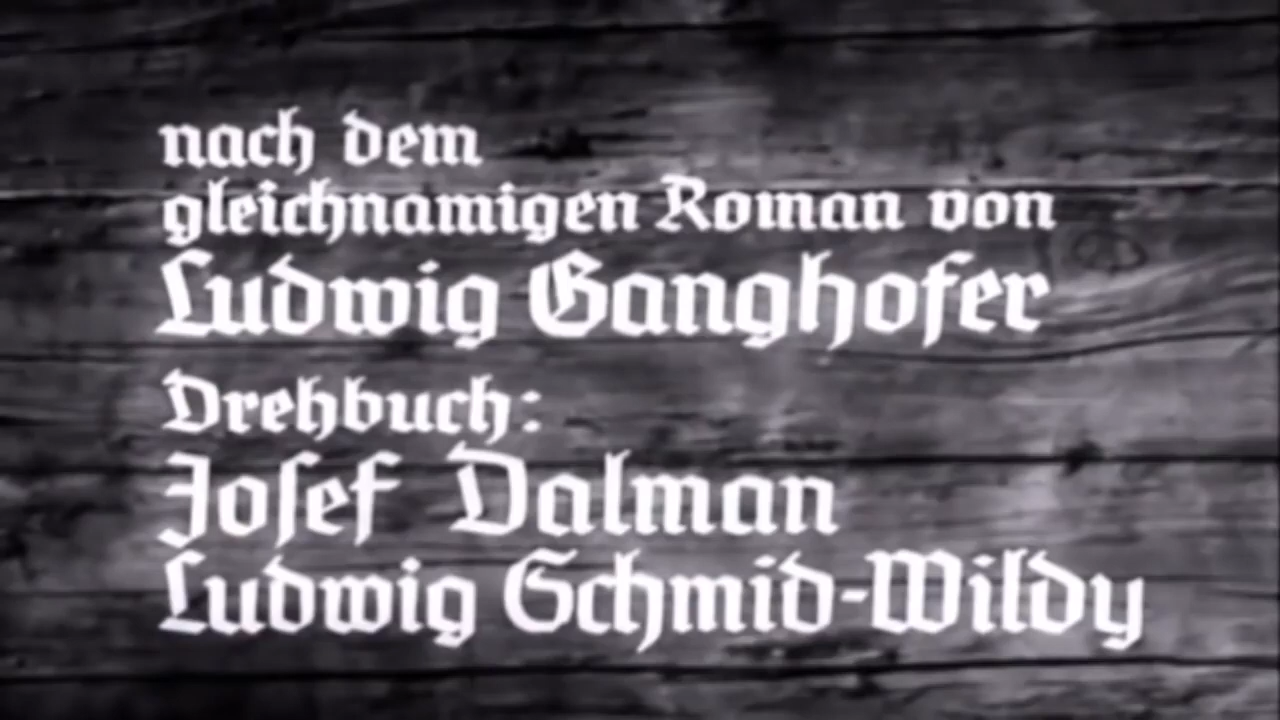 nach dem
gleichnamigen Roman von
Ludwig Ganghofer
Drehbuch:
Josef Dalman
Ludwig Schmid-Wildy